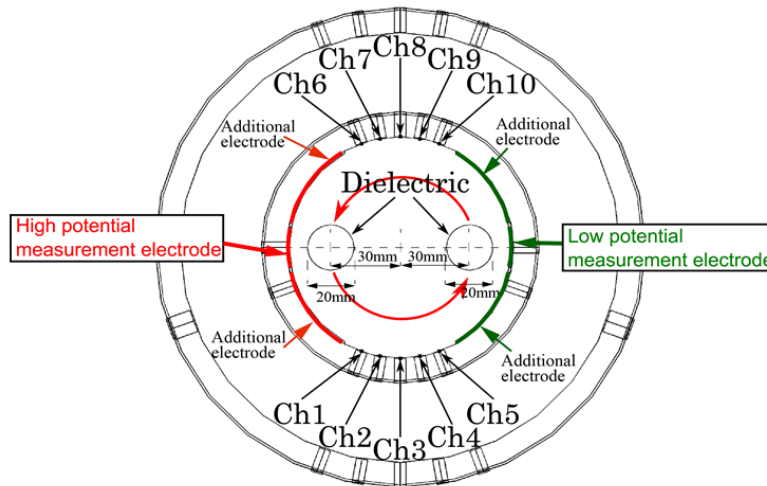 Ch8
Ch7
Ch9
Ch6
Ch10
Additional
electrode
Additional
electrode
Dielectric
High potential
measurement electrode
Low potential
measurement electrode
30mm
30mm
20mm
20mm
Additional
electrode
Additional
electrode
Ch1
Ch5
Ch2
Ch3
Ch4